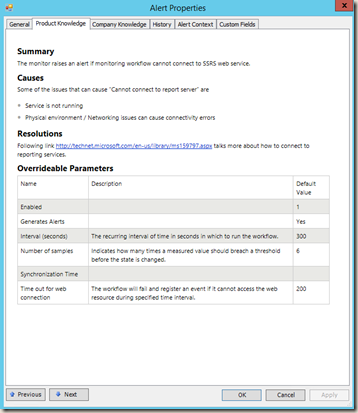 Alert Properties
General Product Knowledge Company Knowledge History Alert Context Custom Fields
Summary
The monitor raises an alert if monitoring workflow cannot connect to SSRS web service.
Causes
Some of the issues that can cause "Cannot connect to report server" are
Service is not running
Physical environment / Networking issues can cause connectivity errors
Resolutions
Following link http://technet.microsoft.com/en-us/library/ms159797.aspx talks more about how to connect to
reporting services.
Overrideable Parameters
Name Description Default
Value
Enabled 1
Generates Alerts Yes
Interval (seconds) The recurring interval of time in seconds in which to run the workflow. 300
Number of samples Indicates how many times a measured value should breach a threshold 6
before the state is changed.
Synchronization Time
Time out for web The workflow will fail and register an event if it cannot access the web 200
connection resource during specified time interval.
Previous Next OK Cancel Apply